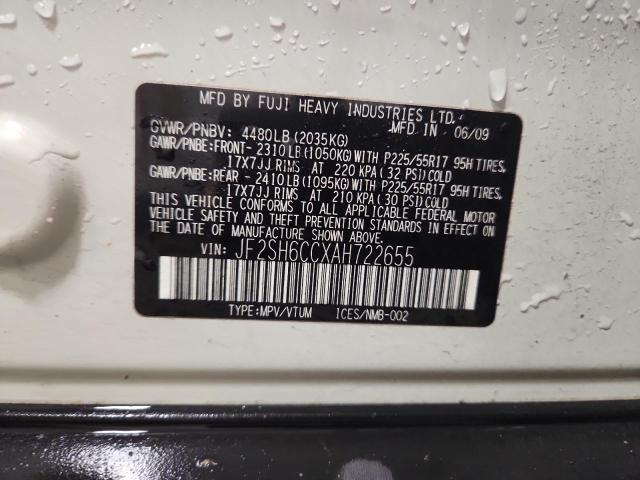 MFD BY FUJI HEAVY INDUSTRIES LTD.
MFD IN 06/09
GVWR/PNBV: 4480LB (2035KG)
GAWR/PNBE:FRONT- 2310LB (1050KG) WITH P225/55R17 95H TIRES,
17X7JJ RIMS AT 220 KPA (32 PSI) COLD
GAWR/PNBE:REAR - 2410LB (1095KG) WITH P225/55R17 95H TIRES,
17X7JJ RIMS AT 210 KPA (30 PSI) COLD
THIS VEHICLE CONFORMS TO ALL APPLICABLE FEDERAL MOTOR
VEHICLE SAFETY AND THEFT PREVENTION STANDARDS IN EFFECT ON
THE DATE OF MANUFACTURE SHOWN ABOVE.
VIN: JF2SH6CCXAH722655
TYPE:MPV/VTUM ICES/NMB-002